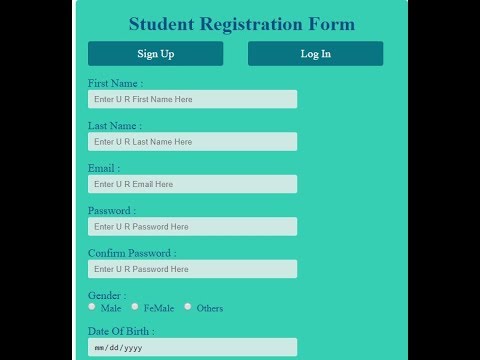 Student Registration Form
Sign Up Log In
First Name :
Enter U R First Name Here
Last Name :
Enter U R Last Name Here
Email :
Enter U R Email Here
Password :
Enter U R Password Here
Confirm Password :
Enter U R Password Here
Gender :
Male FeMale Others
Date Of Birth :
mm/dd/yyyy